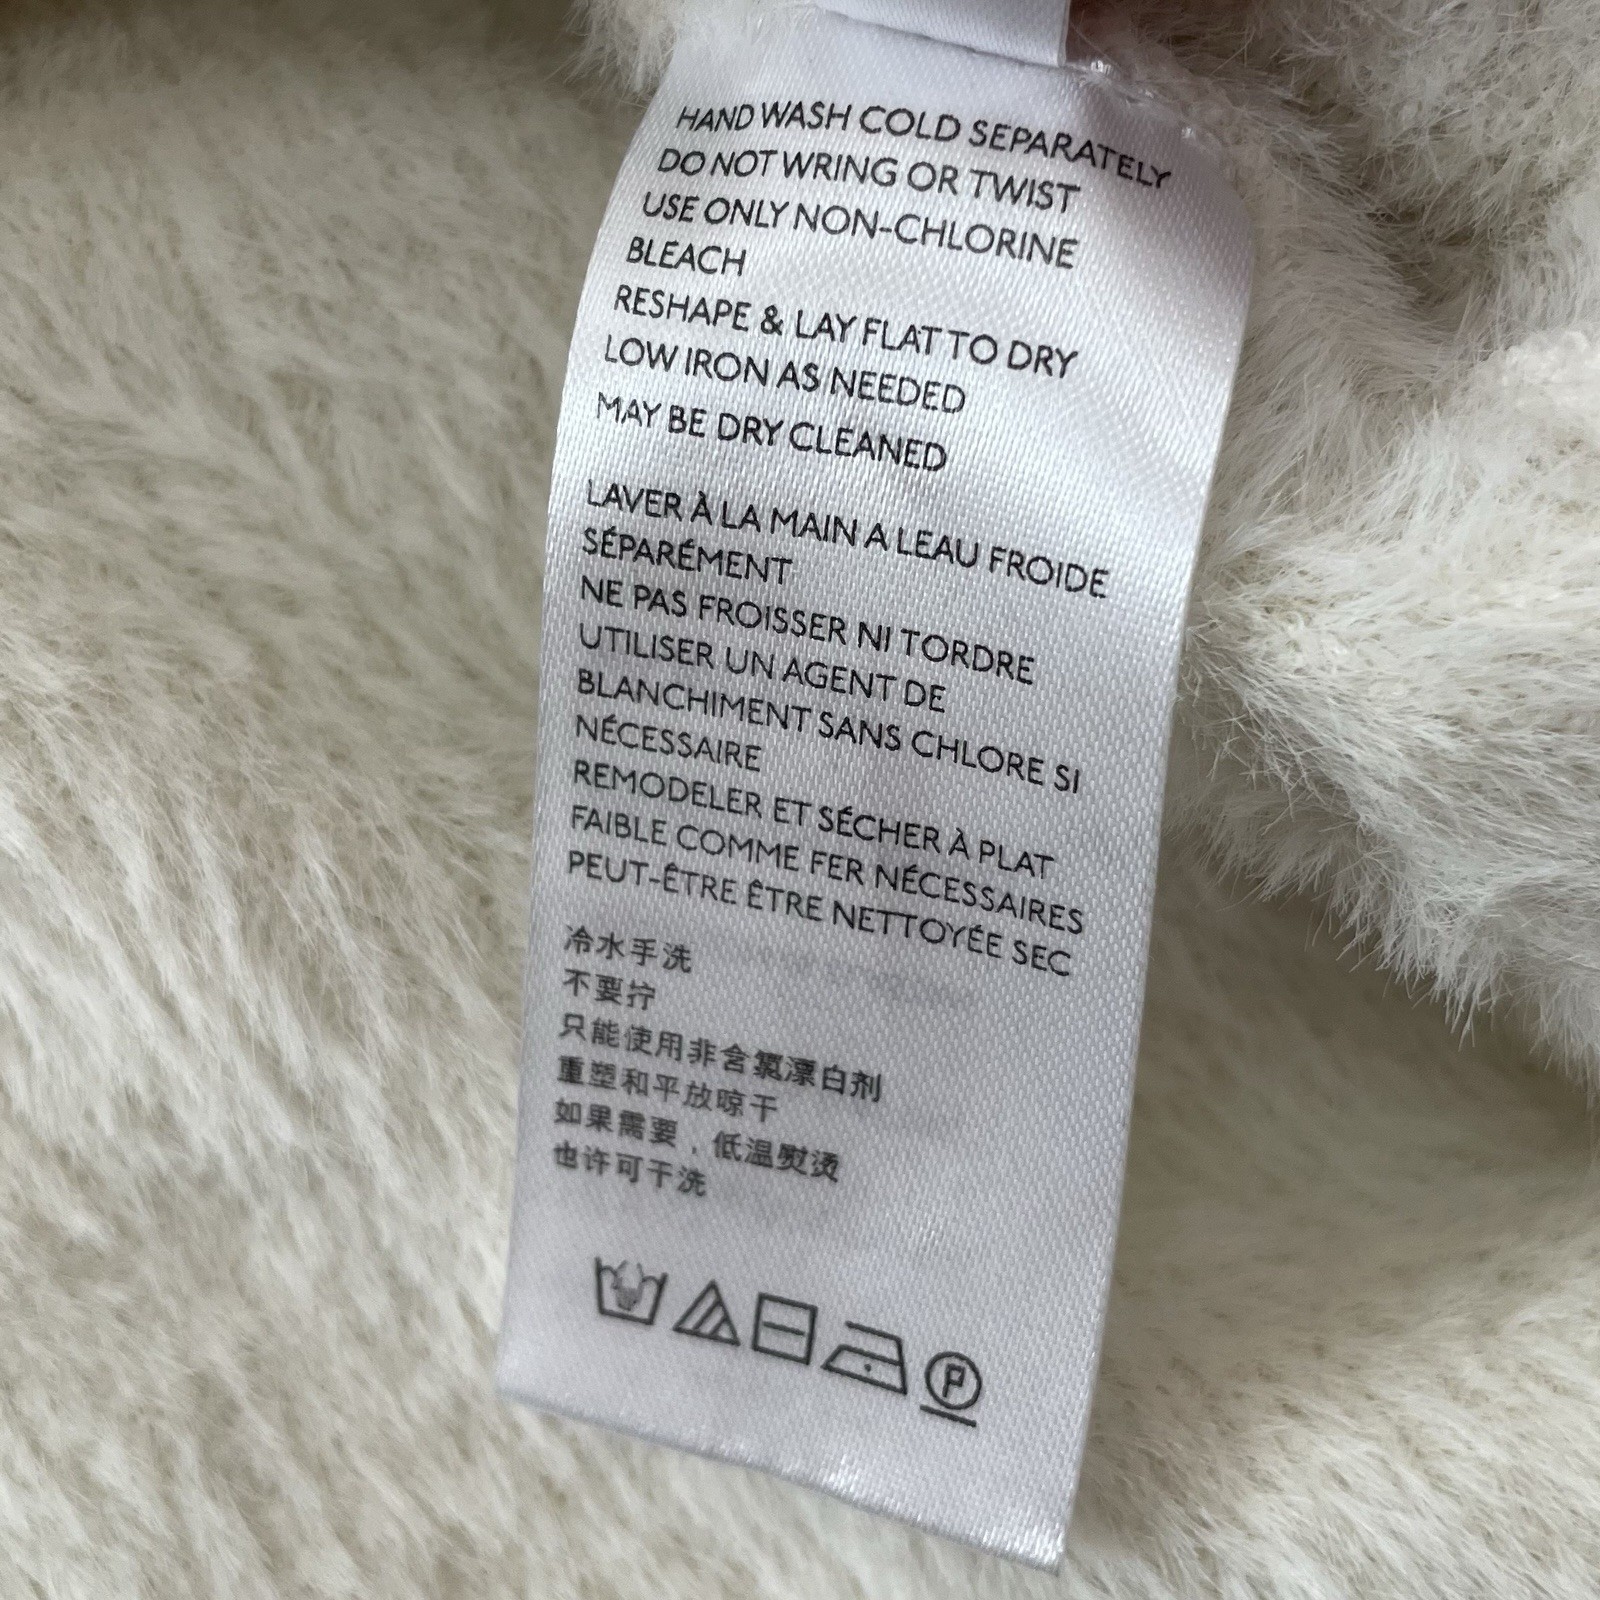 HAND WASH COLD SEPARATELY
DO NOT WRING OR TWIST
USE ONLY NON-CHLORINE
BLEACH
RESHAPE & LAY FLAT TO DRY
LOW IRON AS NEEDED
MAY BE DRY CLEANED
LAVER À LA MAIN A LEAU FROIDE
SÉPARÉMENT
NE PAS FROISSER NI TORDRE
UTILISER UN AGENT DE
BLANCHIMENT SANS CHLORE SI
NÉCESSAIRE
REMODELER ET SÉCHER À PLAT
FAIBLE COMME FER NÉCESSAIRES
PEUT-ÊTRE ÊTRE NETTOYÉE SEC
冷水手洗
不要拧
只能使用非含氯漂白剂
重塑和平放晾干
如果需要，低温熨烫
也许可干洗
P